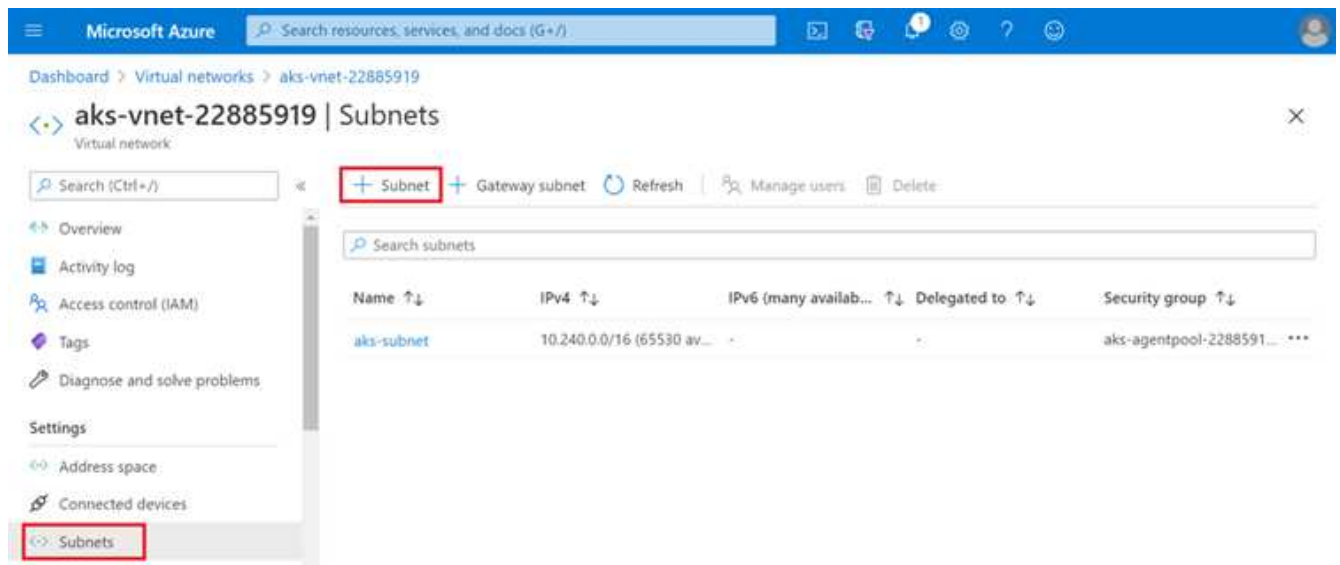 Microsoft Azure Search resources, services, and docs (G+/) 1
Dashboard > Virtual networks > aks-vnet-22885919
aks-vnet-22885919 | Subnets
Virtual network
Search (Ctrl+/)
+ Subnet + Gateway subnet Refresh Manage users Delete
Overview
Search subnets
Activity log
Name IPv4 IPv6 (many availab... Delegated to Security group
Access control (IAM)
Tags
aks-subnet 10.240.0.0/16 (65530 av... - - aks-agentpool-2288591...
Diagnose and solve problems
Settings
Address space
Connected devices
Subnets